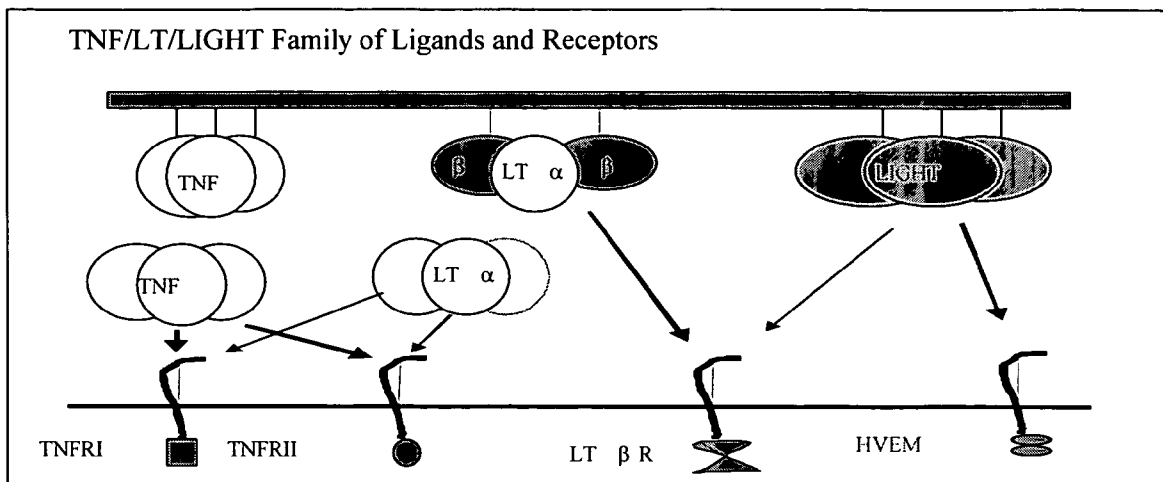 TNF/LT/LIGHT Family of Ligands and Receptors
TNF
β LT α β
LIGHT
TNF
LT α
TNFRI
TNFRII
LT β R
HVEM